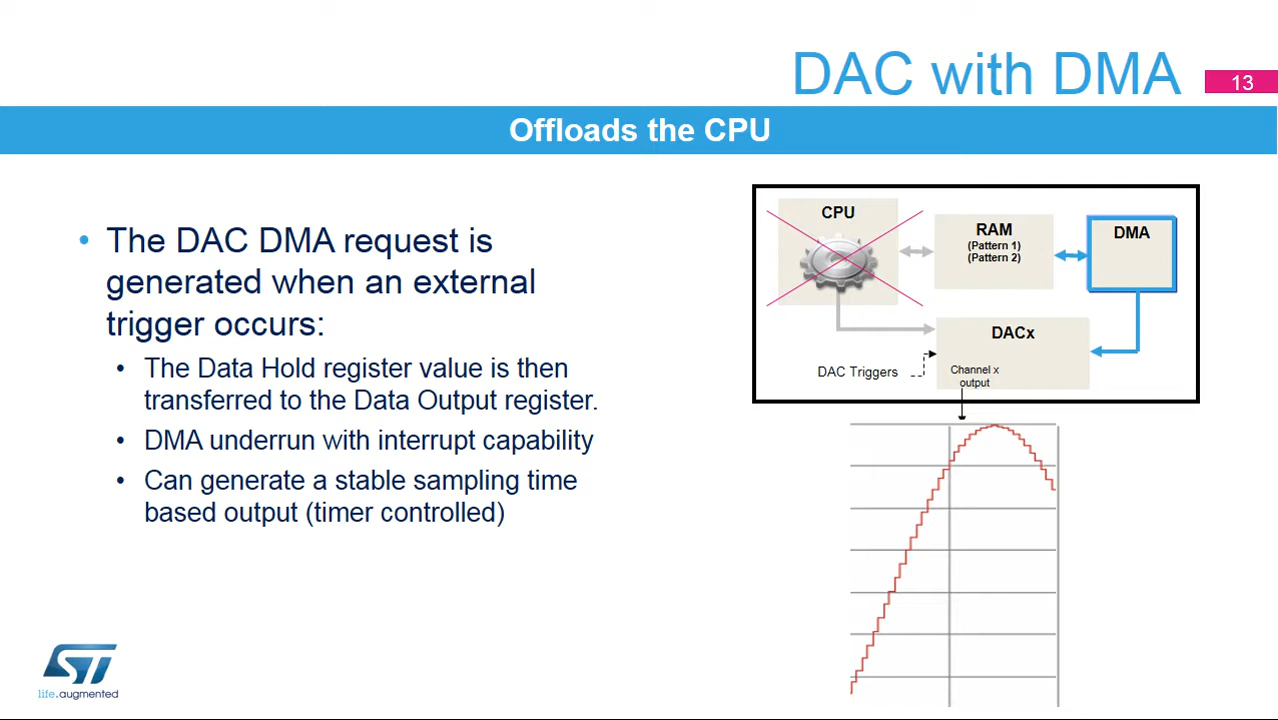 DAC with DMA
13
Offloads the CPU
• The DAC DMA request is
generated when an external
trigger occurs:
• The Data Hold register value is then
transferred to the Data Output register.
• DMA underrun with interrupt capability
• Can generate a stable sampling time
based output (timer controlled)
CPU
RAM
(Pattern 1)
(Pattern 2)
DMA
DACx
DAC Triggers
Channel x
output
ST
life.augmented